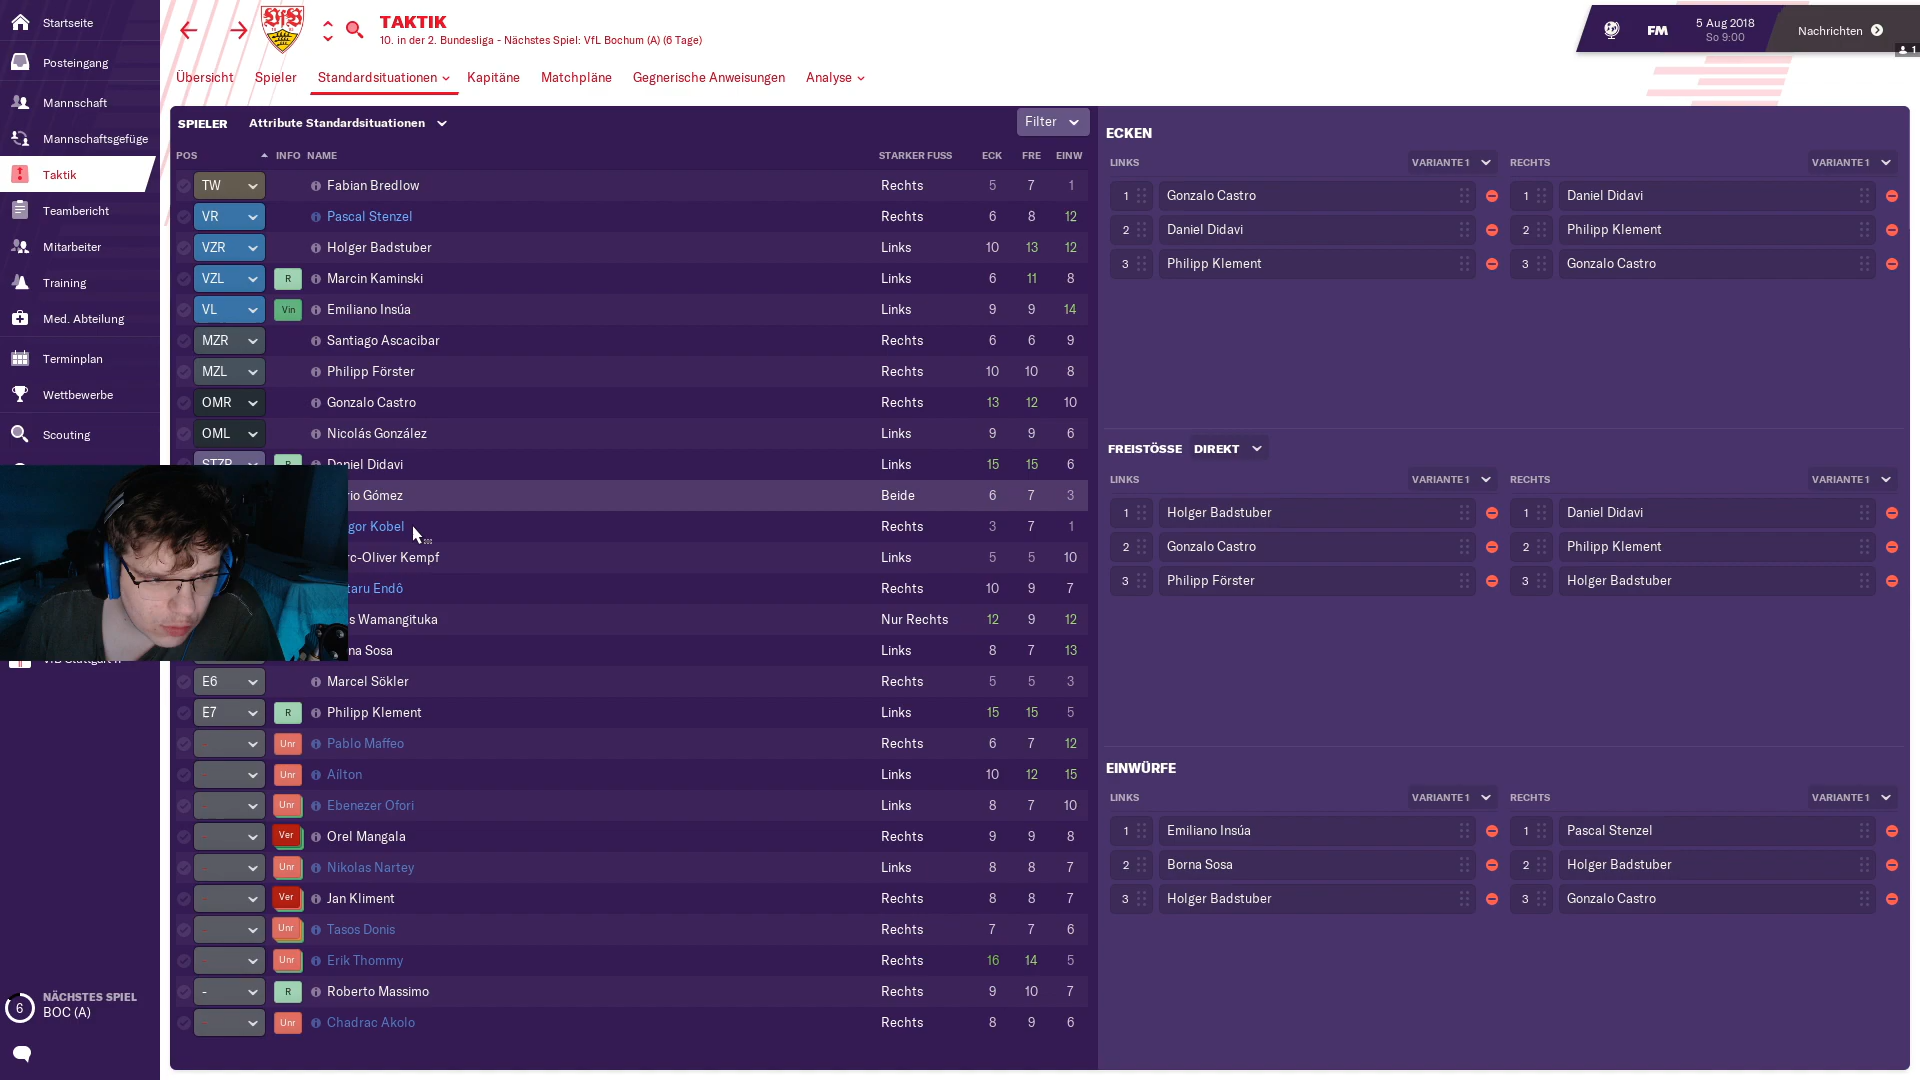 Startseite
Posteingang
Mannschaft
Mannschaftsgefüge
Taktik
Teambericht
Mitarbeiter
Training
Med. Abteilung
Terminplan
Wettbewerbe
Scouting
NÄCHSTES SPIEL
6 BOC (A)
TAKTIK
10. in der 2. Bundesliga - Nächstes Spiel: VfL Bochum (A) (6 Tage)
FM
5 Aug 2018
So 9:00
Nachrichten
1
Übersicht Spieler Standardsituationen Kapitäne Matchpläne Gegnerische Anweisungen Analyse
SPIELER Attribute Standardsituationen Filter
POS INFO NAME STARKER FUSS ECK FRE EINW
TW Fabian Bredlow Rechts 5 7 1
VR Pascal Stenzel Rechts 6 8 12
VZR Holger Badstuber Links 10 13 12
VZL R Marcin Kaminski Links 6 11 8
VL Vin Emiliano Insúa Links 9 9 14
MZR Santiago Ascacibar Rechts 6 6 9
MZL Philipp Förster Rechts 10 10 8
OMR Gonzalo Castro Rechts 13 12 10
OML Nicolás González Links 9 9 6
Daniel Didavi Links 15 15 6
Gómez Beide 6 7 3
Kobel Rechts 3 7 1
Kempf Links 5 5 10
Endô Rechts 10 9 7
Wamangituka Nur Rechts 12 9 12
Sosa Links 8 7 13
E6 Marcel Sökler Rechts 5 5 3
E7 R Philipp Klement Links 15 15 5
- Unr Pablo Maffeo Rechts 6 7 12
- Unr Aílton Links 10 12 15
- Unr Ebenezer Ofori Links 8 7 10
- Ver Orel Mangala Rechts 9 9 8
- Unr Nikolas Nartey Links 8 8 7
- Ver Jan Kliment Rechts 8 8 7
- Unr Tasos Donis Rechts 7 7 6
- Unr Erik Thommy Rechts 16 14 5
- R Roberto Massimo Rechts 9 10 7
- Unr Chadrac Akolo Rechts 8 9 6
ECKEN
LINKS VARIANTE 1 RECHTS VARIANTE 1
1 Gonzalo Castro 1 Daniel Didavi
2 Daniel Didavi 2 Philipp Klement
3 Philipp Klement 3 Gonzalo Castro
FREISTÖSSE DIREKT
LINKS VARIANTE 1 RECHTS VARIANTE 1
1 Holger Badstuber 1 Daniel Didavi
2 Gonzalo Castro 2 Philipp Klement
3 Philipp Förster 3 Holger Badstuber
EINWÜRFE
LINKS VARIANTE 1 RECHTS VARIANTE 1
1 Emiliano Insúa 1 Pascal Stenzel
2 Borna Sosa 2 Holger Badstuber
3 Holger Badstuber 3 Gonzalo Castro